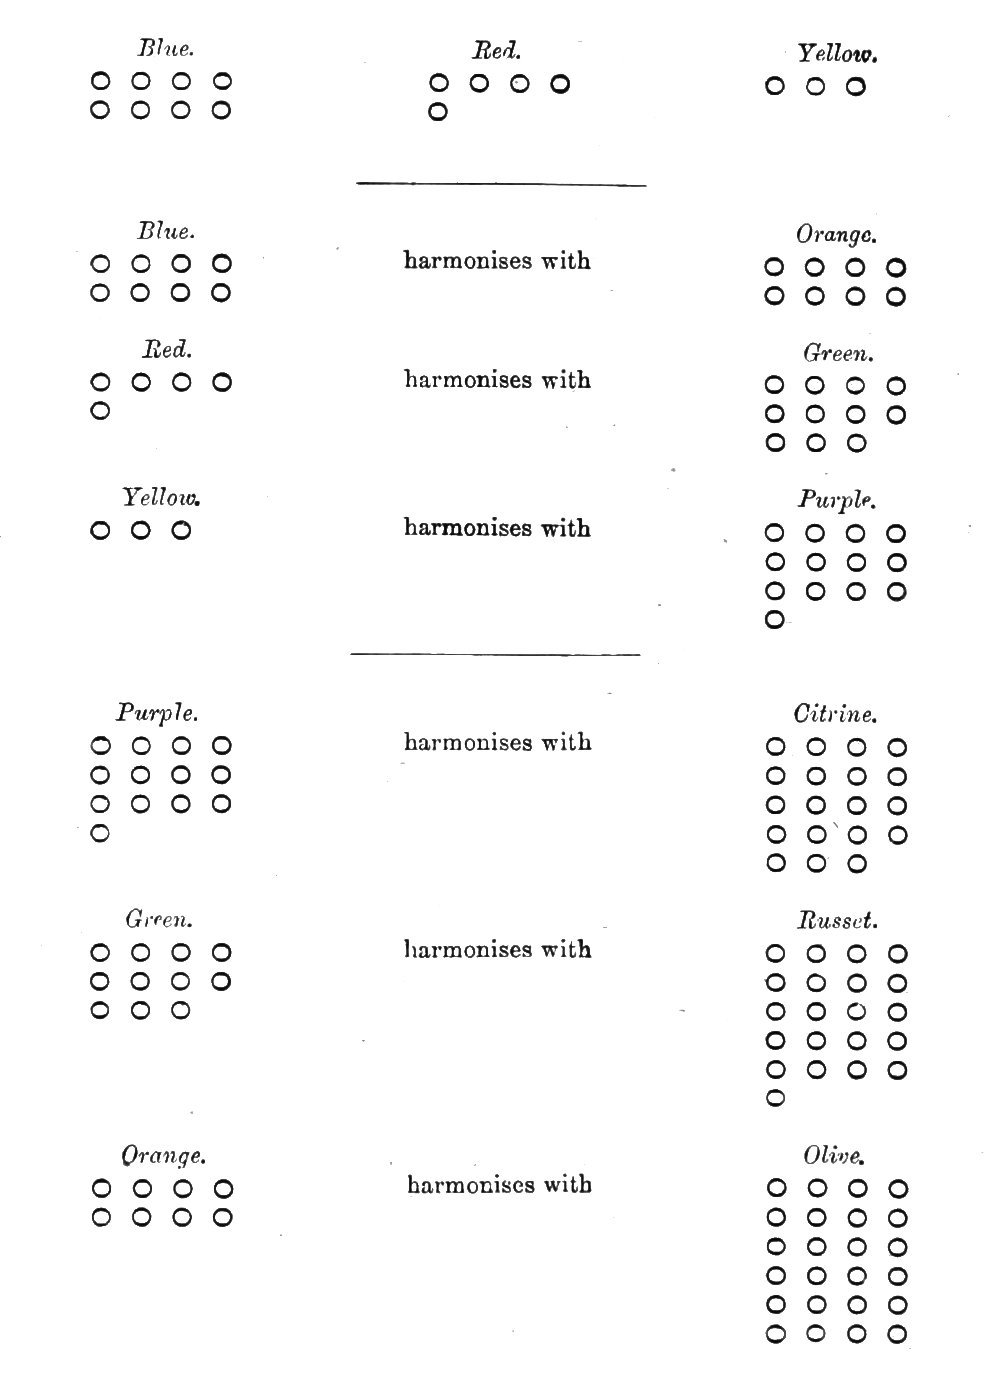 Blue. Red. Yellow.
Blue. harmonises with Orange.
Red. harmonises with Green.
Yellow. harmonises with Purple.
Purple. harmonises with Citrine.
Green. harmonises with Russet.
Orange. harmonises with Olive.